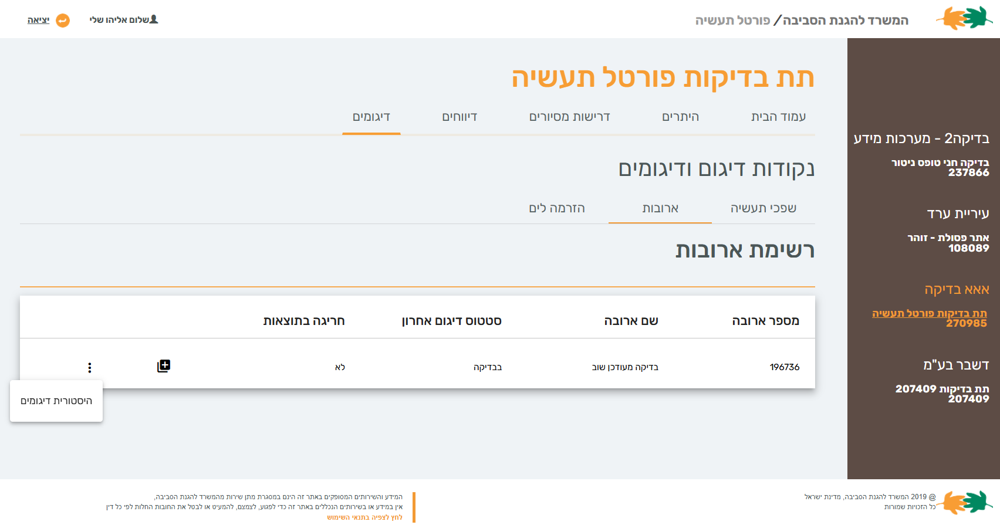 המשרד להגנת הסביבה/ פורטל תעשיה
שלום אליהו שלי
יציאה
בדיקה2 - מערכות מידע
בדיקה חני טופס ניטור
237866
עיריית ערד
אתר פסולת - זוהר
108089
אאא בדיקה
תת בדיקות פורטל תעשיה
270985
דשבר בע"מ
תת בדיקות 207409
207409
תת בדיקות פורטל תעשיה
עמוד הבית היתרים דרישות מסיורים דיווחים דיגומים
נקודות דיגום ודיגומים
שפכי תעשיה ארובות הזרמה לים
רשימת ארובות
מספר ארובה שם ארובה סטטוס דיגום אחרון חריגה בתוצאות
196736 בדיקה מעודכן שוב בבדיקה לא
היסטורית דיגומים
@ 2019 המשרד להגנת הסביבה, מדינת ישראל
כל הזכויות שמורות
המידע והשירותים המסופקים באתר זה הינם במסגרת מתן שירות מהמשרד להגנת הסביבה,
אין במידע או בשירותים הנכללים באתר זה כדי לפגוע, לצמצם, להמעיט או לבטל את החובות החלות לפי כל דין
לחץ לצפיה בתנאי השימוש